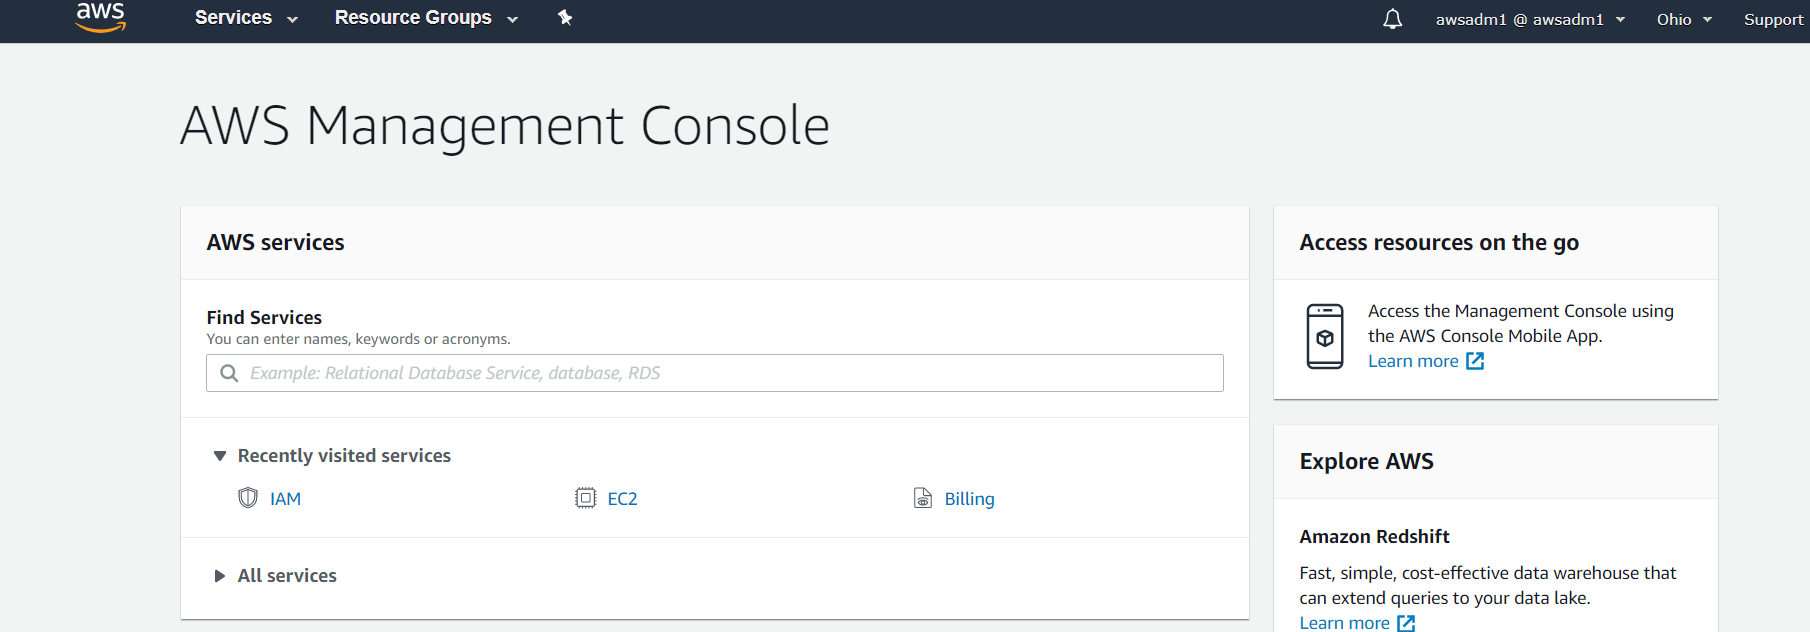 aws
Services
Resource Groups
awsadm1 @ awsadm1
Ohio
Support
AWS Management Console
AWS services
Find Services
You can enter names, keywords or acronyms.
Example: Relational Database Service, database, RDS
Recently visited services
IAM
EC2
Billing
All services
Access resources on the go
Access the Management Console using
the AWS Console Mobile App.
Learn more
Explore AWS
Amazon Redshift
Fast, simple, cost-effective data warehouse that
can extend queries to your data lake.
Learn more